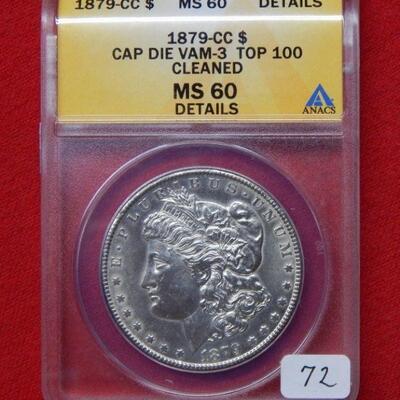 1879-CC $ MS 60 DETAILS
1879-CC $
CAP DIE VAM-3 TOP 100
CLEANED
MS 60
DETAILS
ANACS
E·PLURIBUS·UNUM
1879
72